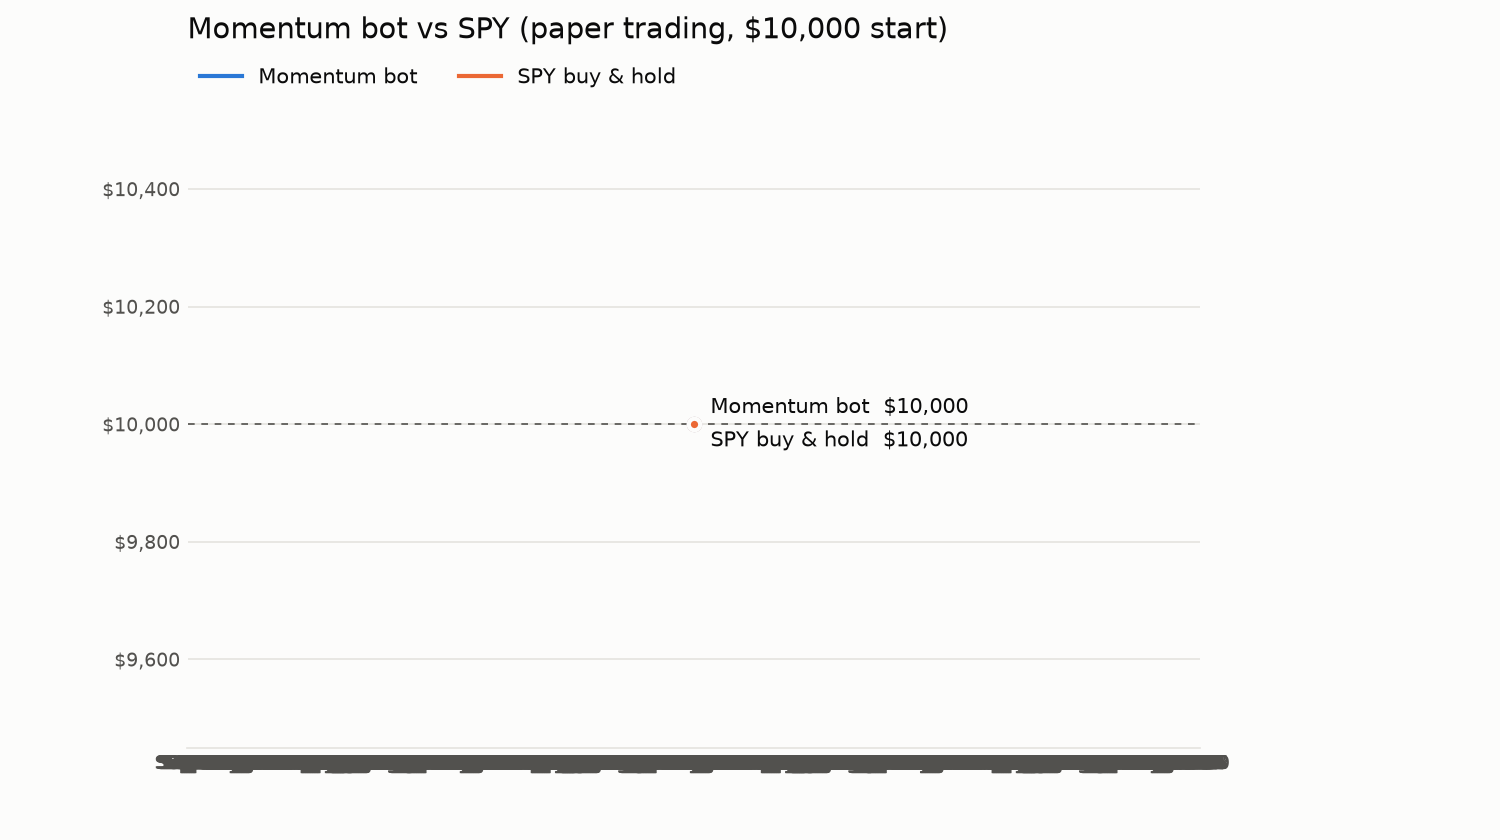 Momentum bot vs SPY (paper trading, $10,000 start)
Momentum bot SPY buy & hold
$10,400
$10,200
Momentum bot $10,000
$10,000
SPY buy & hold $10,000
$9,800
$9,600